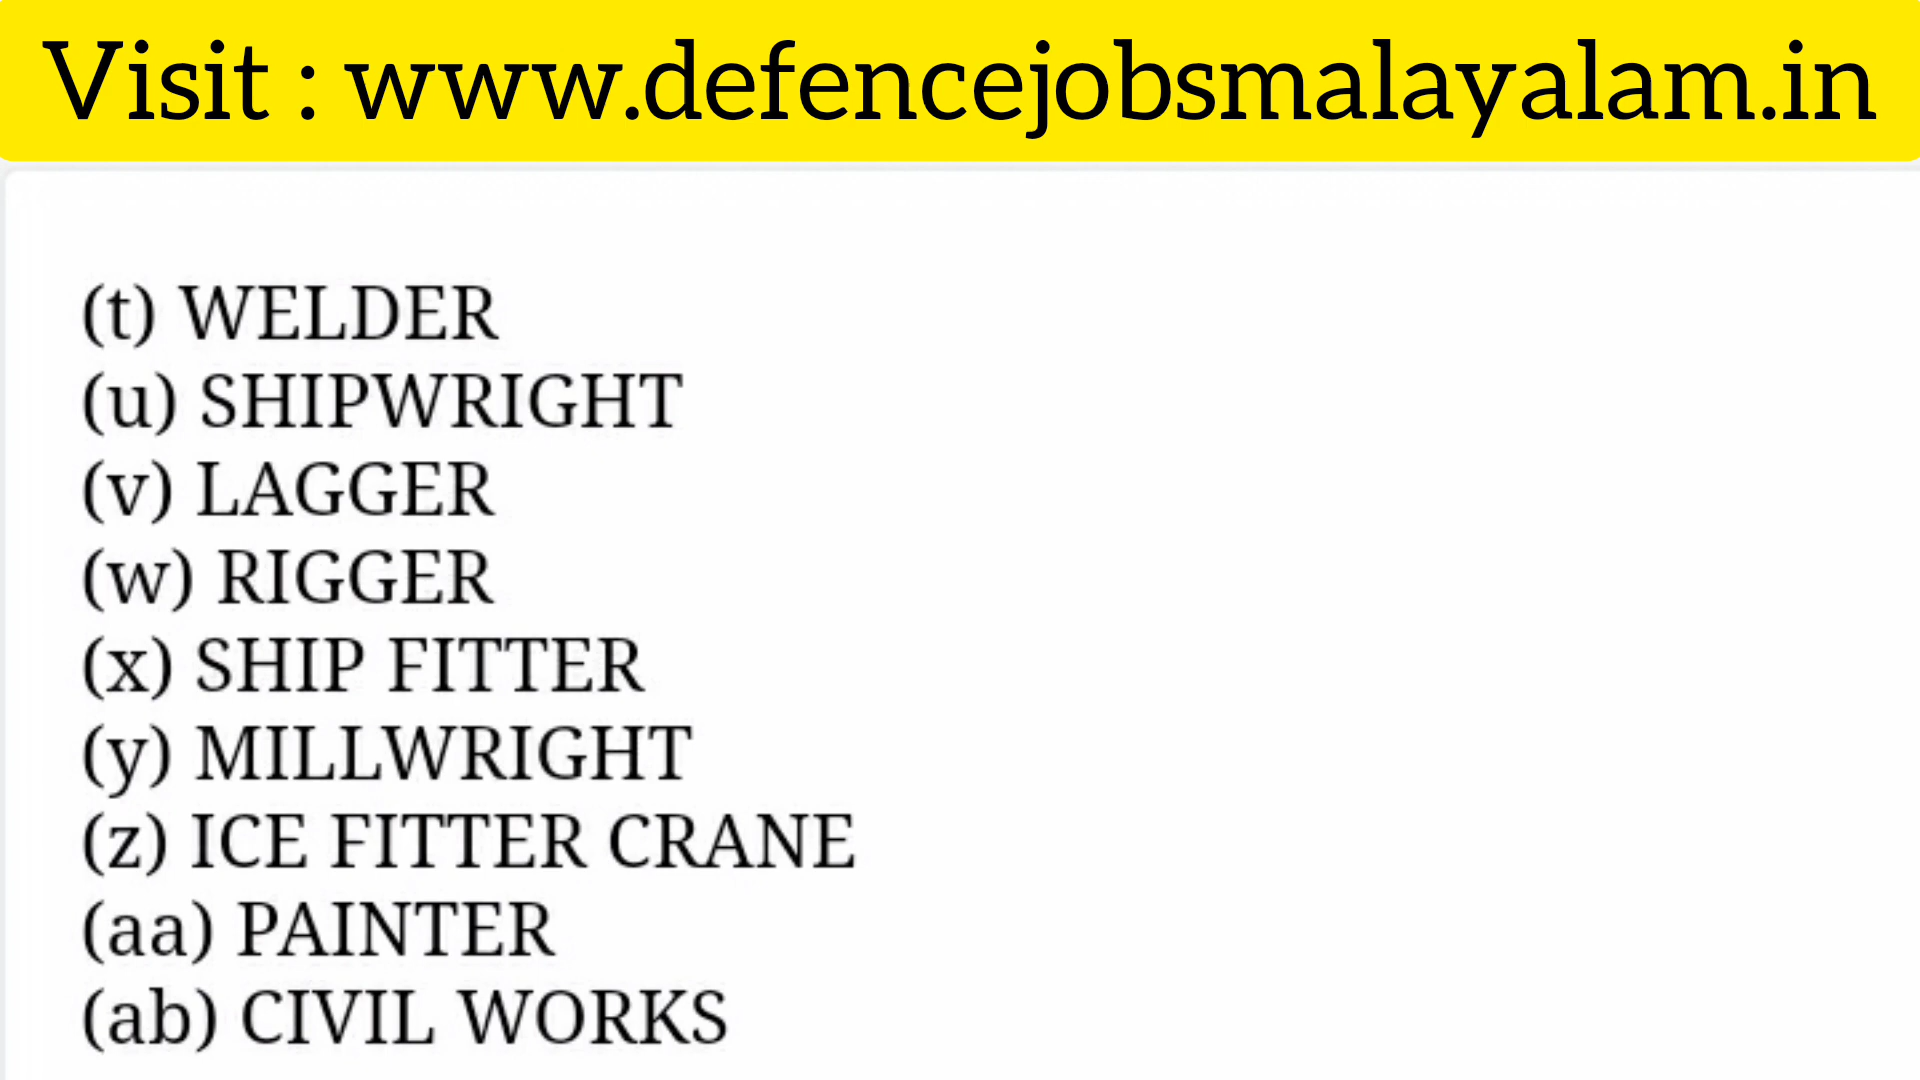 Visit : www.defencejobsmalayalam.in
(t) WELDER
(u) SHIPWRIGHT
(v) LAGGER
(w) RIGGER
(x) SHIP FITTER
(y) MILLWRIGHT
(z) ICE FITTER CRANE
(aa) PAINTER
(ab) CIVIL WORKS